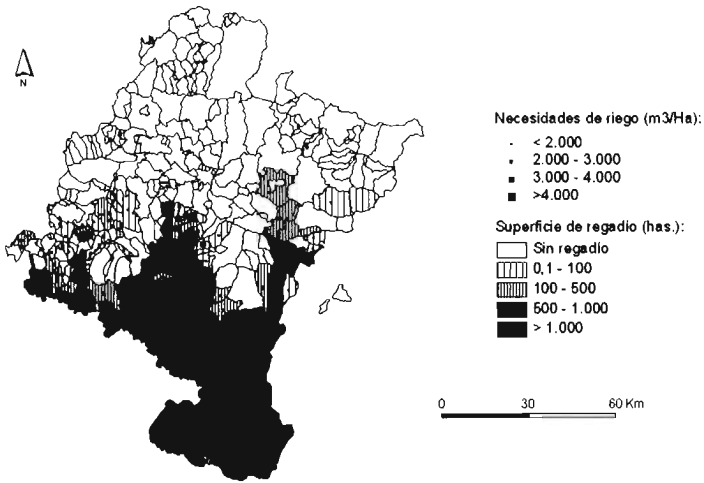 N
Necesidades de riego (m3/Ha):
< 2.000
2.000 - 3.000
3.000 - 4.000
>4.000
Superficie de regadío (has.):
Sin regadío
0,1 - 100
100 - 500
500 - 1.000
> 1.000
0 30 60 Km